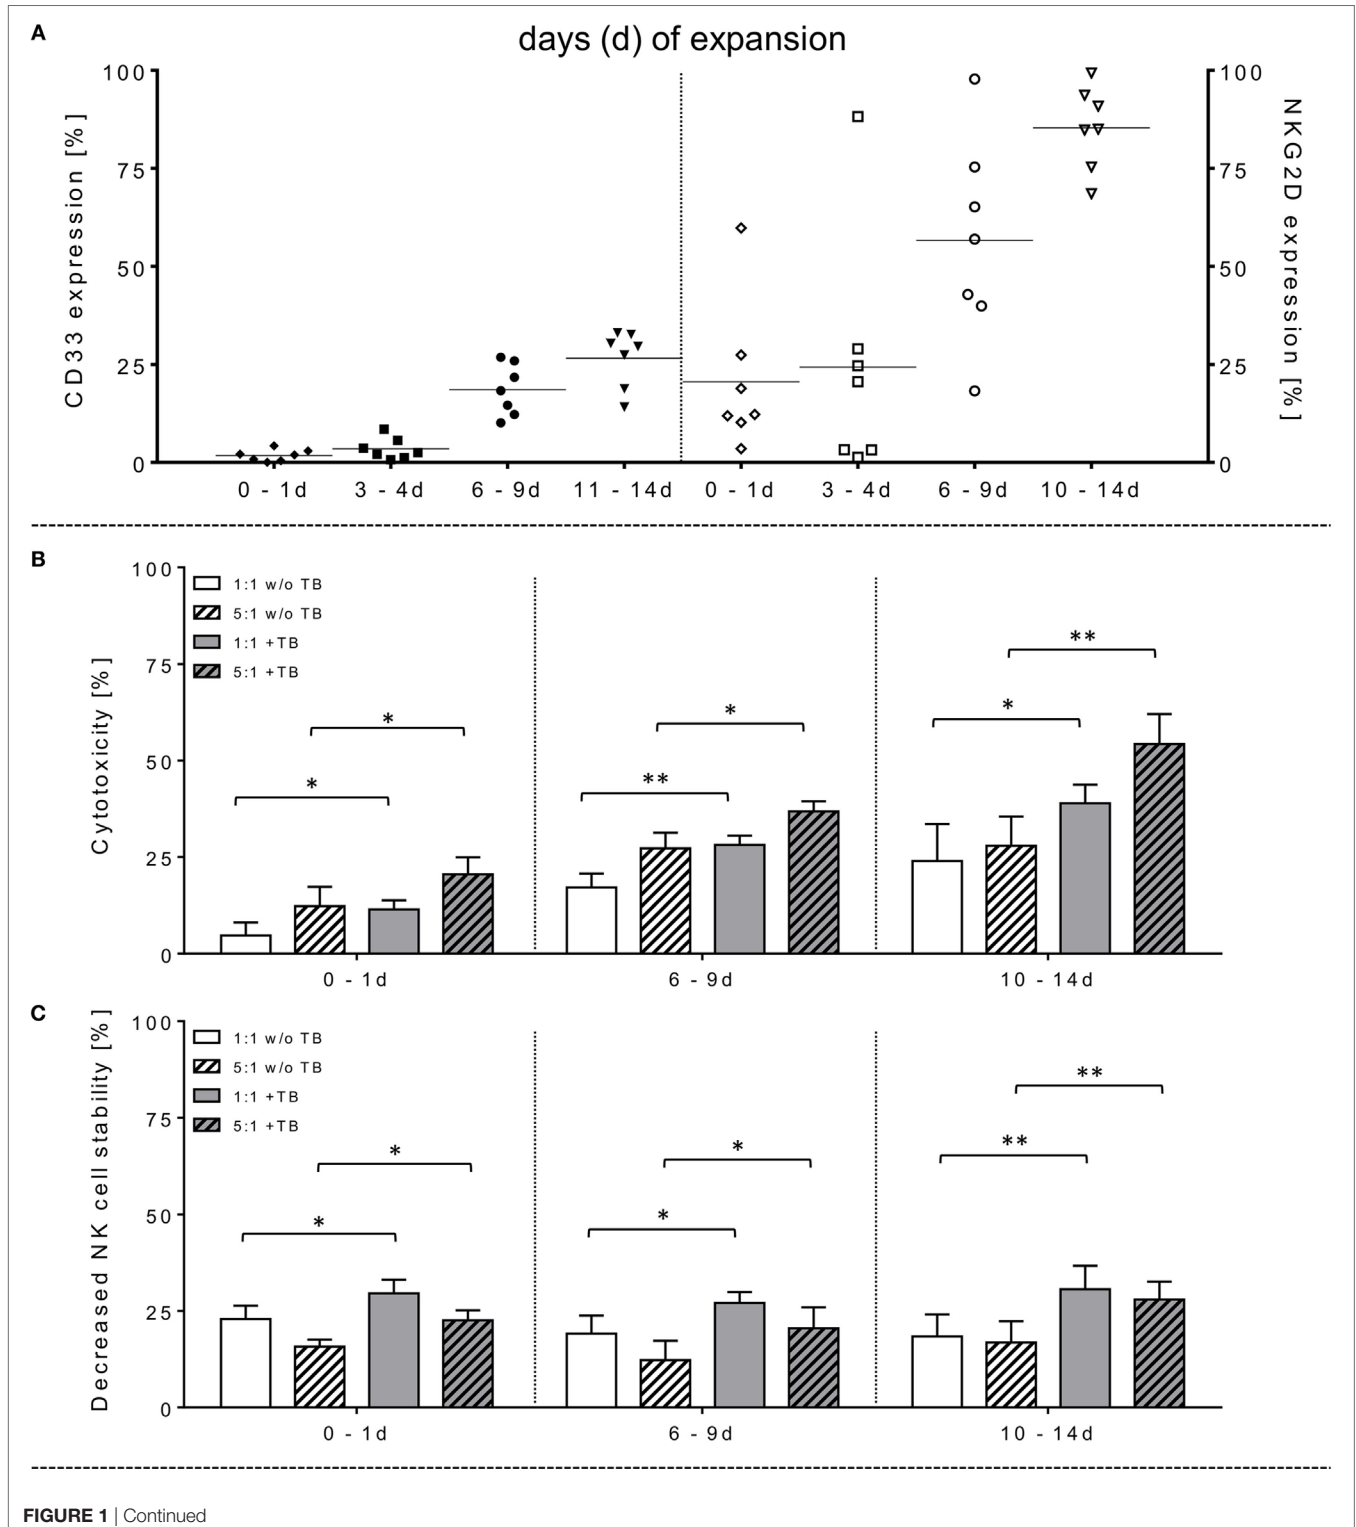 A
days (d) of expansion
CD33 expression [%]
100
75
50
25
0
NKG2D expression [%]
100
75
50
25
0
0 - 1d 3 - 4d 6 - 9d 11 - 14d 0 - 1d 3 - 4d 6 - 9d 10 - 14d
B
Cytotoxicity [%]
100
75
50
25
0
1:1 w/o TB
5:1 w/o TB
1:1 +TB
5:1 +TB
* * ** * * **
0 - 1d 6 - 9d 10 - 14d
C
Decreased NK cell stability [%]
100
75
50
25
0
1:1 w/o TB
5:1 w/o TB
1:1 +TB
5:1 +TB
* * * * ** **
0 - 1d 6 - 9d 10 - 14d
FIGURE 1 | Continued